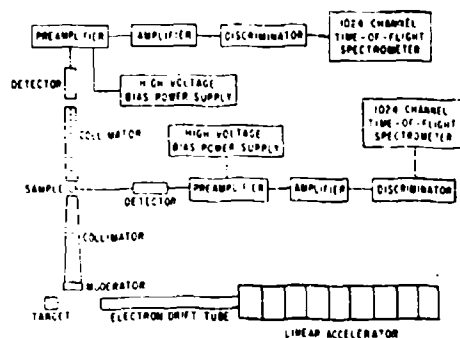 1024 CHANNEL
TIME-OF-FLIGHT
SPECTROMETER
PREAMPLIFIER
AMPLIFIER
DISCRIMINATOR
DETECTOR
HIGH VOLTAGE
BIAS POWER SUPPLY
1024 CHANNEL
TIME-OF-FLIGHT
SPECTROMETER
COLLIMATOR
HIGH VOLTAGE
BIAS POWER SUPPLY
SAMPLE
DETECTOR
PREAMPLIFIER
AMPLIFIER
DISCRIMINATOR
COLLIMATOR
MODERATOR
TARGET
ELECTRON DRIFT TUBE
LINEAR ACCELERATOR